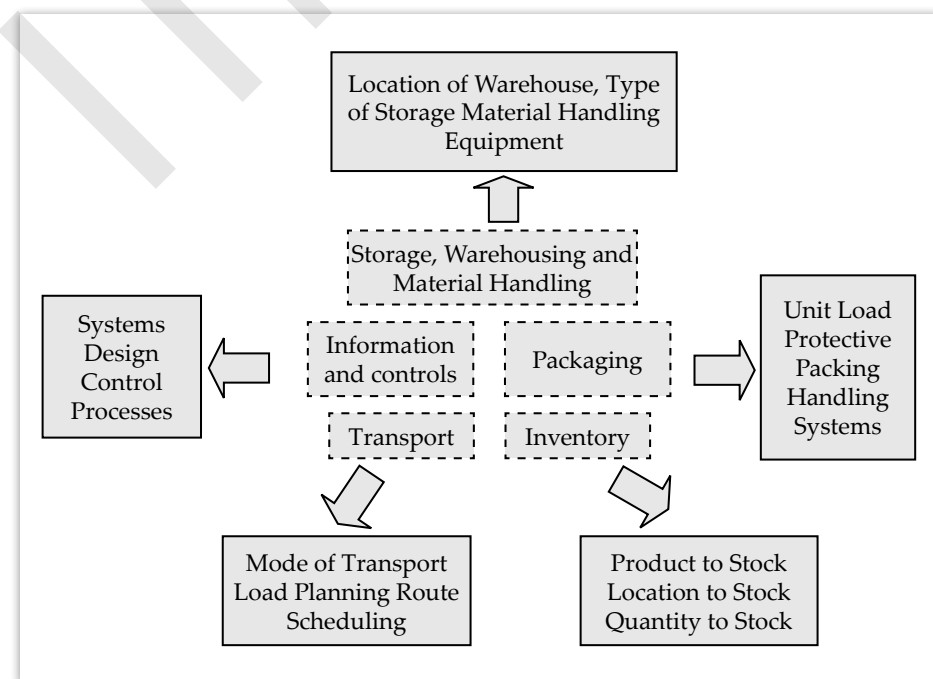 Location of Warehouse, Type
of Storage Material Handling
Equipment
Storage, Warehousing and
Material Handling
Systems
Design
Control
Processes
Information
and controls
Packaging
Unit Load
Protective
Packing
Handling
Systems
Transport
Inventory
Mode of Transport
Load Planning Route
Scheduling
Product to Stock
Location to Stock
Quantity to Stock